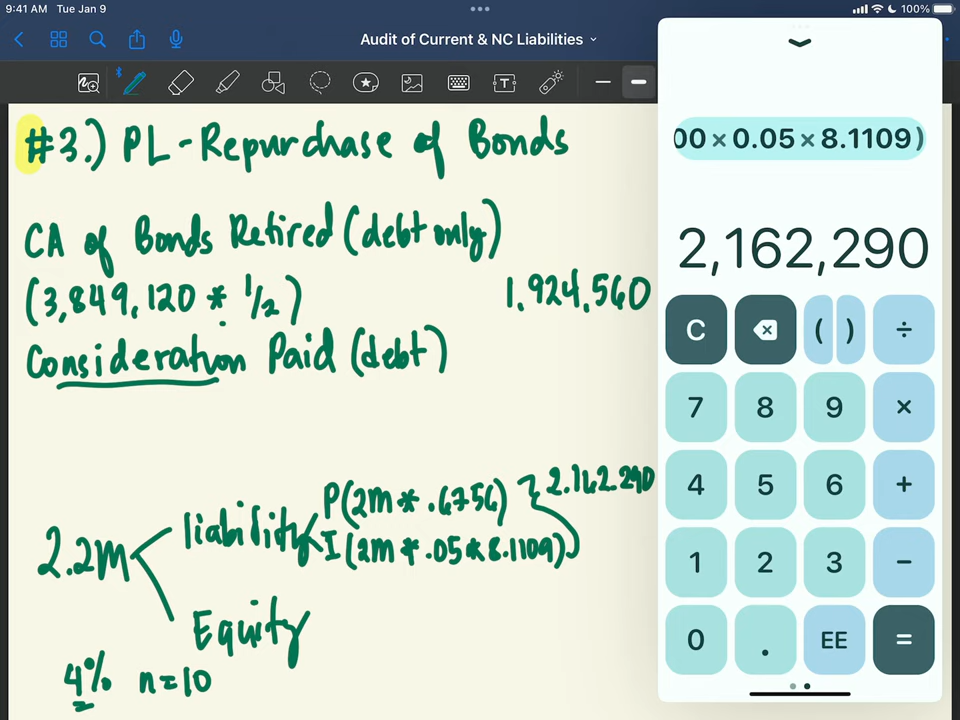 9:41 AM Tue Jan 9
100%
Audit of Current & NC Liabilities
#3.) PL - Repurchase of Bonds
CA of Bonds Retired (debt only)
(3,849,120 * 1/2) 1.924.560
Consideration Paid (debt)
2.2m
liability
P(2m * .6756)
I(2m * .05 * 8.1109)
2.162.290
Equity
4% n=10
00 × 0.05 × 8.1109)
2,162,290
C ( ) ÷
7 8 9 ×
4 5 6 +
1 2 3 −
0 . EE =